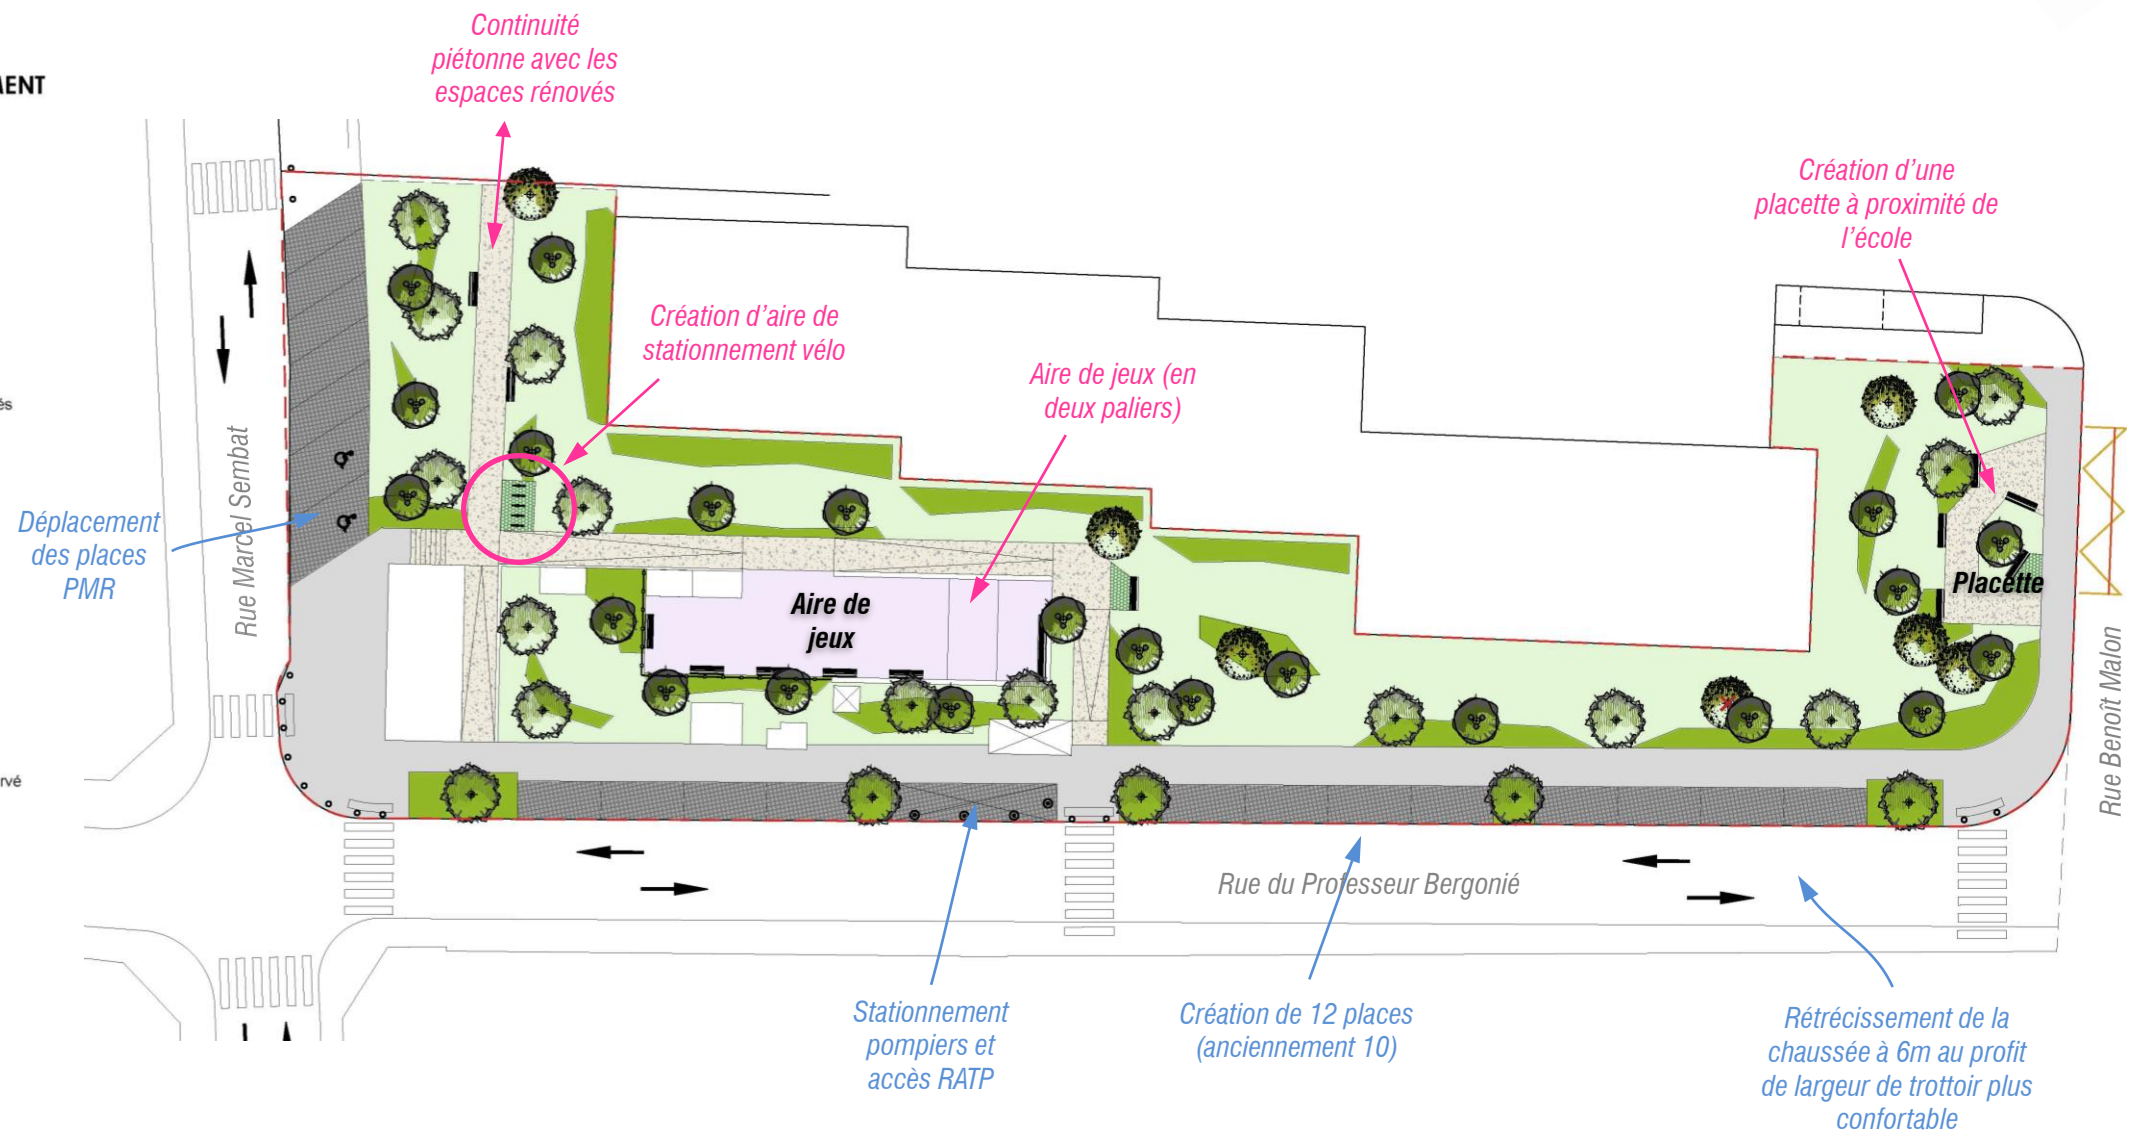 Continuité
piétonne avec les
espaces rénovés
MENT
Création d'une
placette à proximité de
l'école
Création d'aire de
stationnement vélo
Aire de jeux (en
deux paliers)
és
Rue Marcel Sembat
Déplacement
des places
PMR
Aire de
jeux
Placette
Rue Benoît Malon
rvé
Rue du Professeur Bergonié
Stationnement
pompiers et
accès RATP
Création de 12 places
(anciennement 10)
Rétrécissement de la
chaussée à 6m au profit
de largeur de trottoir plus
confortable